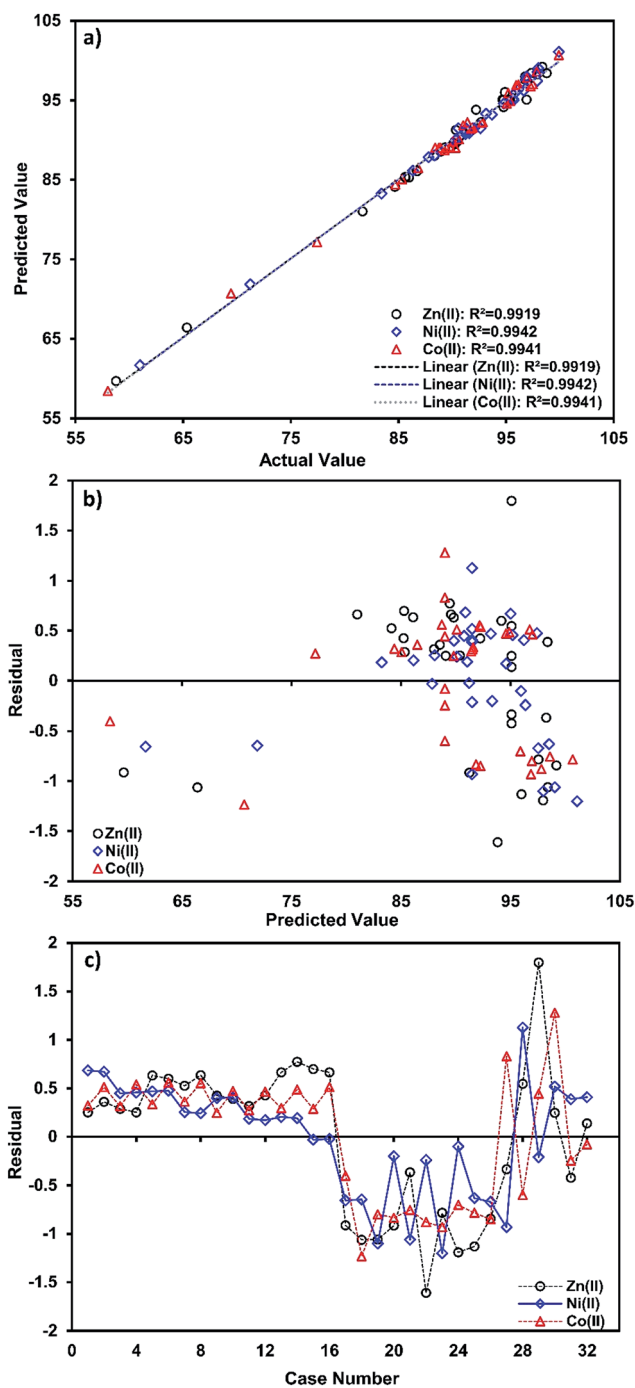 a)
105
95
85
75
65
55
Predicted Value
Zn(II): R²=0.9919
Ni(II): R²=0.9942
Co(II): R²=0.9941
Linear (Zn(II): R²=0.9919)
Linear (Ni(II): R²=0.9942)
Linear (Co(II): R²=0.9941)
55 65 75 85 95 105
Actual Value
b)
2
1.5
1
0.5
0
-0.5
-1
-1.5
-2
Residual
Zn(II)
Ni(II)
Co(II)
55 65 75 85 95 105
Predicted Value
c)
2
1.5
1
0.5
0
-0.5
-1
-1.5
-2
Residual
Zn(II)
Ni(II)
Co(II)
0 4 8 12 16 20 24 28 32
Case Number